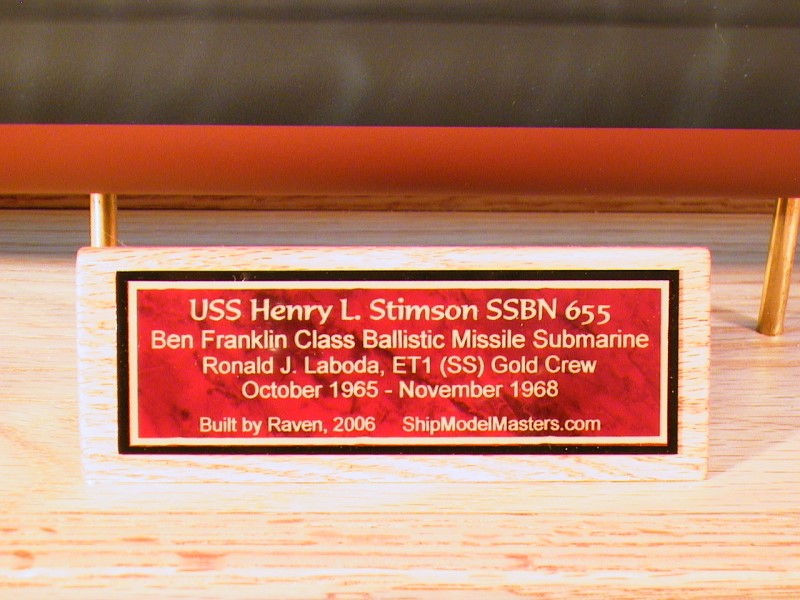 USS Henry L. Stimson SSBN 655
Ben Franklin Class Ballistic Missile Submarine
Ronald J. Laboda, ET1 (SS) Gold Crew
October 1965 - November 1968
Built by Raven, 2006 ShipModelMasters.com